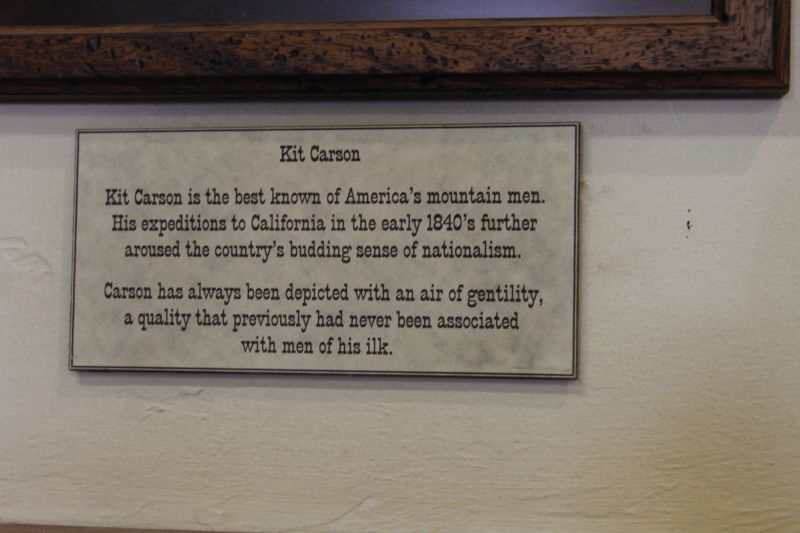 Kit Carson
Kit Carson is the best known of America's mountain men.
His expeditions to California in the early 1840's further
aroused the country's budding sense of nationalism.
Carson has always been depicted with an air of gentility,
a quality that previously had never been associated
with men of his ilk.